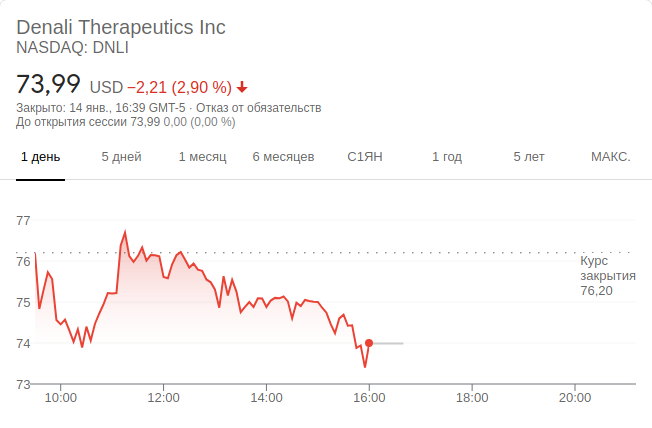 Denali Therapeutics Inc
NASDAQ: DNLI
73,99 USD −2,21 (2,90 %)
Закрыто: 14 янв., 16:39 GMT-5 · Отказ от обязательств
До открытия сессии 73,99 0,00 (0,00 %)
1 день 5 дней 1 месяц 6 месяцев С1ЯН 1 год 5 лет МАКС.
77
76
75
74
73
Курс
закрытия
76,20
10:00 12:00 14:00 16:00 18:00 20:00